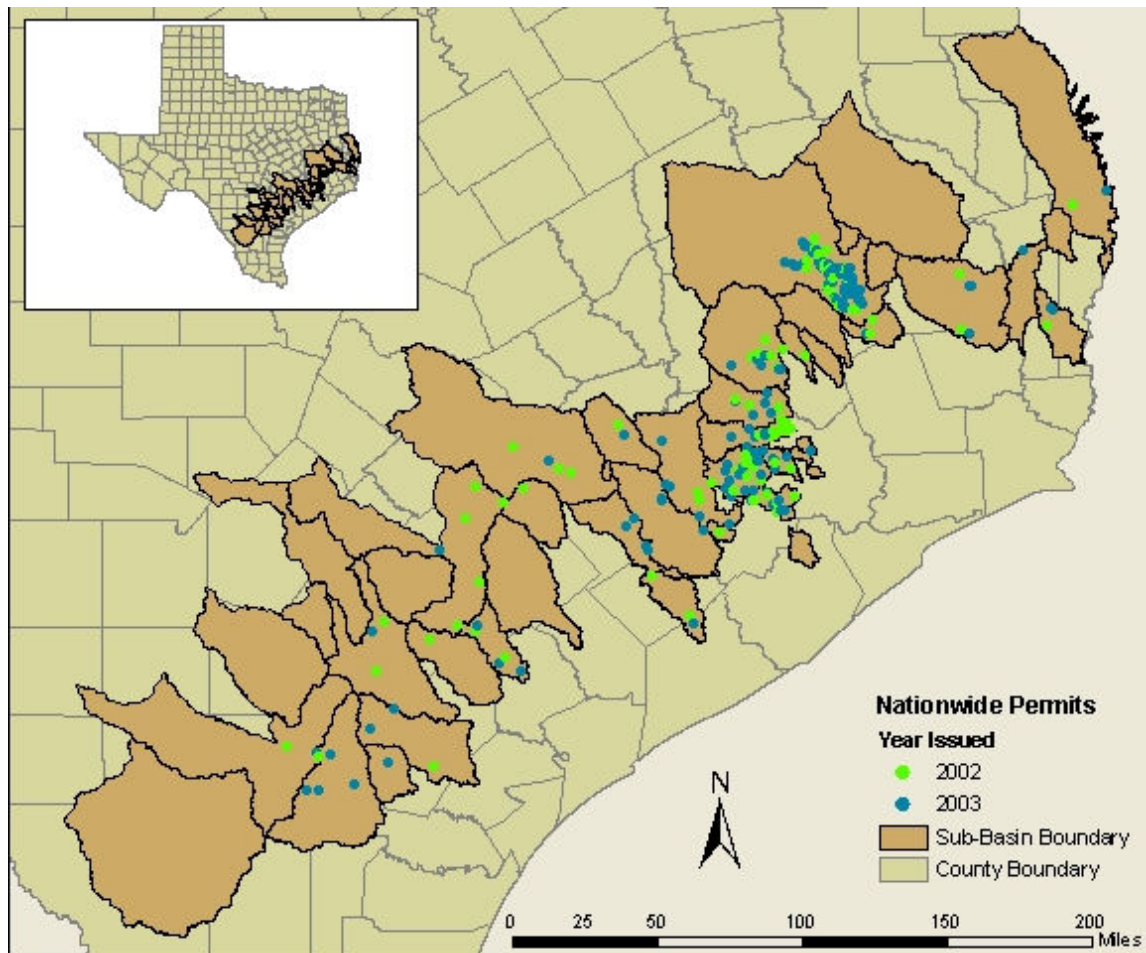 Nationwide Permits
Year Issued
2002
2003
Sub-Basin Boundary
County Boundary
N
0 25 50 100 150 200
Miles